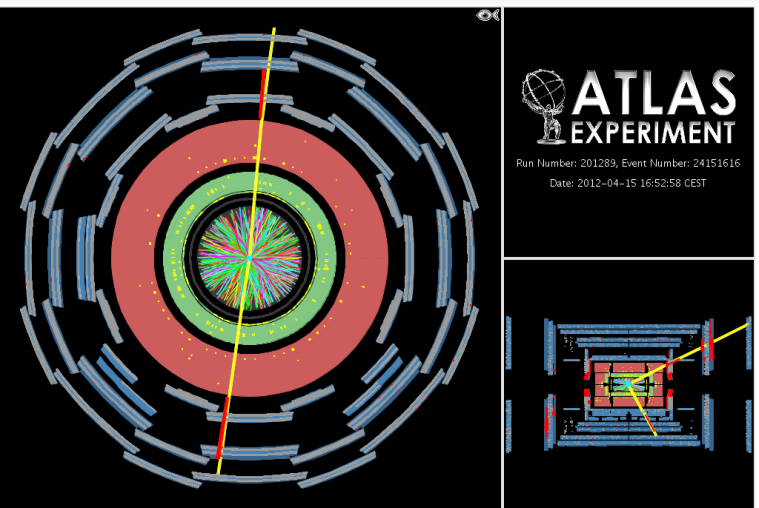 ATLAS
EXPERIMENT
Run Number: 201289, Event Number: 24151616
Date: 2012-04-15 16:52:58 CEST